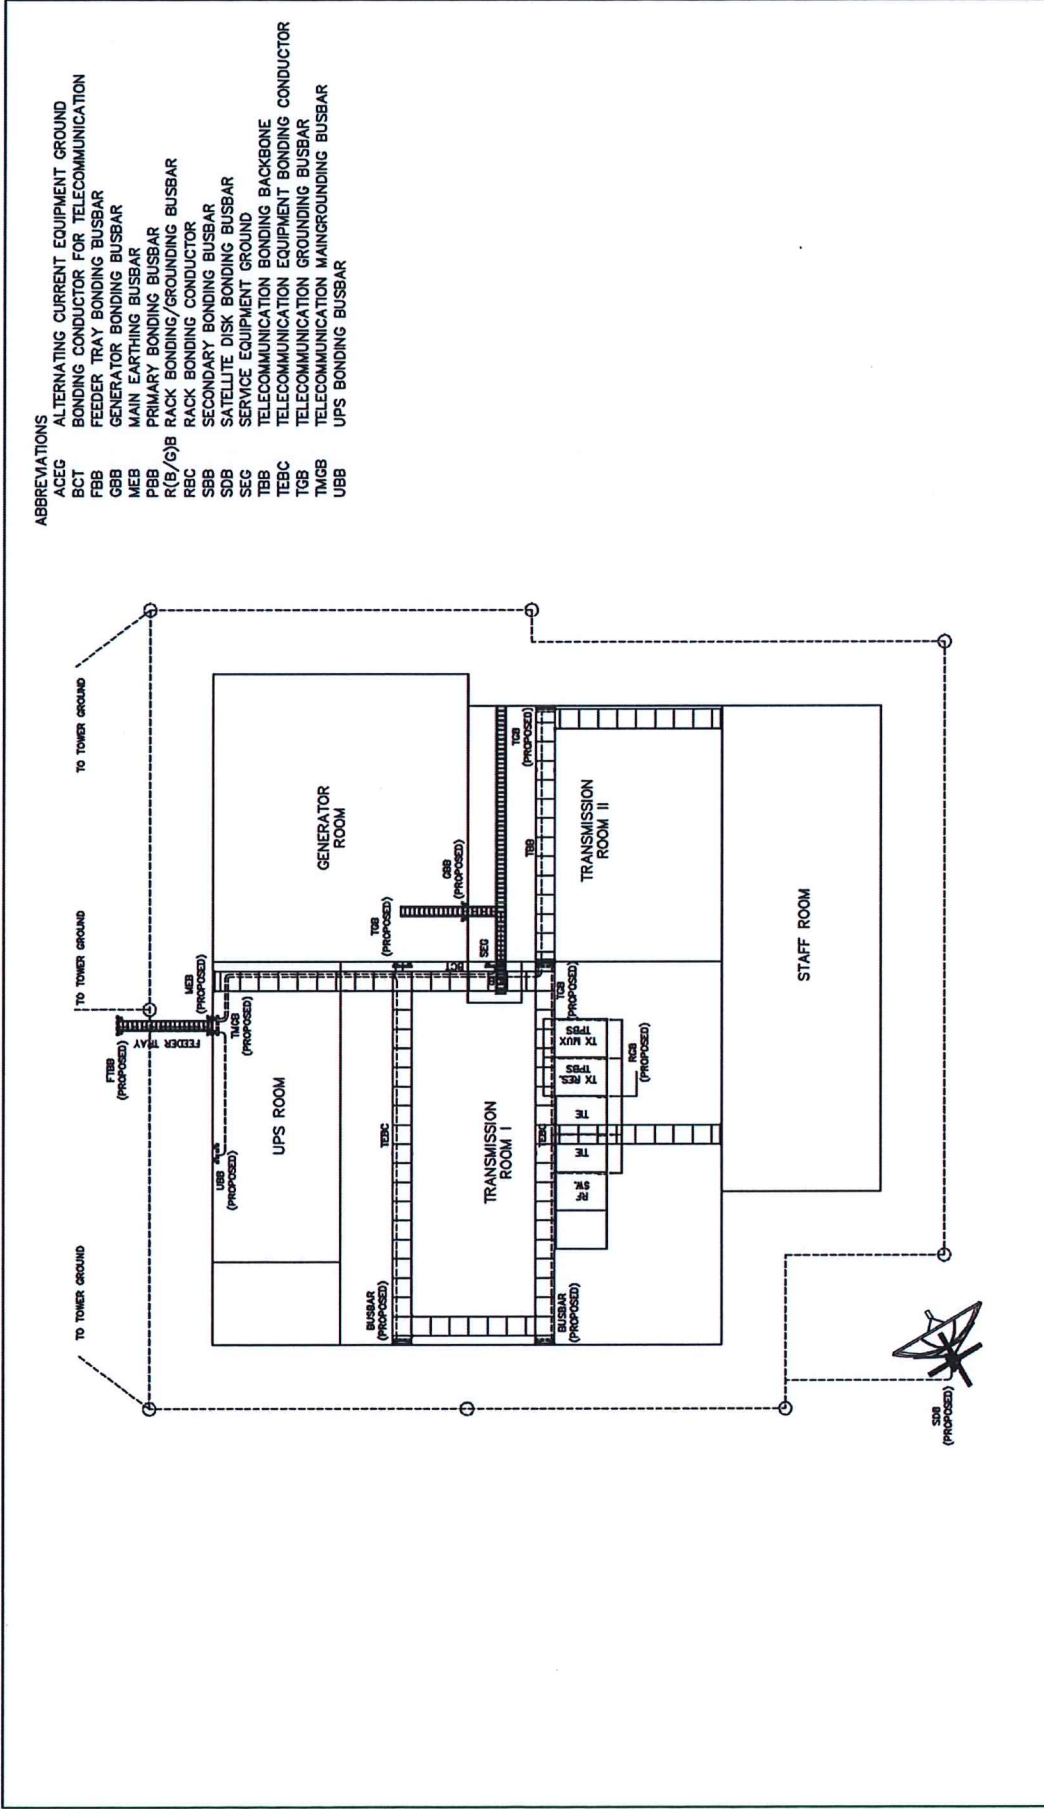 ABBREVIATIONS
ACEG ALTERNATING CURRENT EQUIPMENT GROUND
BCT BONDING CONDUCTOR FOR TELECOMMUNICATION
FBB FEEDER TRAY BONDING BUSBAR
GBB GENERATOR BONDING BUSBAR
MEB MAIN EARTHING BUSBAR
PBB PRIMARY BONDING BUSBAR
R(B/G)B RACK BONDING/GROUNDING BUSBAR
RBC RACK BONDING CONDUCTOR
SBB SECONDARY BONDING BUSBAR
SDB SATELLITE DISK BONDING BUSBAR
SEG SERVICE EQUIPMENT GROUND
TBB TELECOMMUNICATION BONDING BACKBONE
TEBC TELECOMMUNICATION EQUIPMENT BONDING CONDUCTOR
TGB TELECOMMUNICATION GROUNDING BUSBAR
TMGB TELECOMMUNICATION MAINGROUNDING BUSBAR
UBB UPS BONDING BUSBAR
TO TOWER GROUND
TO TOWER GROUND
TO TOWER GROUND
FTBB
(PROPOSED)
FEEDER TRAY
MEB
(PROPOSED)
TMGB
(PROPOSED)
UBB
(PROPOSED)
UPS ROOM
GENERATOR
ROOM
TGB
(PROPOSED)
GBB
(PROPOSED)
BUSBAR
(PROPOSED)
TEBC
BCT
SEG
TRANSMISSION
ROOM I
TGB
(PROPOSED)
TBB
TGB
(PROPOSED)
TRANSMISSION
ROOM II
BUSBAR
(PROPOSED)
TEBC
RF
SW.
TIE
TIE
TX RES.
TPBS
TX MUX
TPBS
RGB
(PROPOSED)
STAFF ROOM
SDB
(PROPOSED)